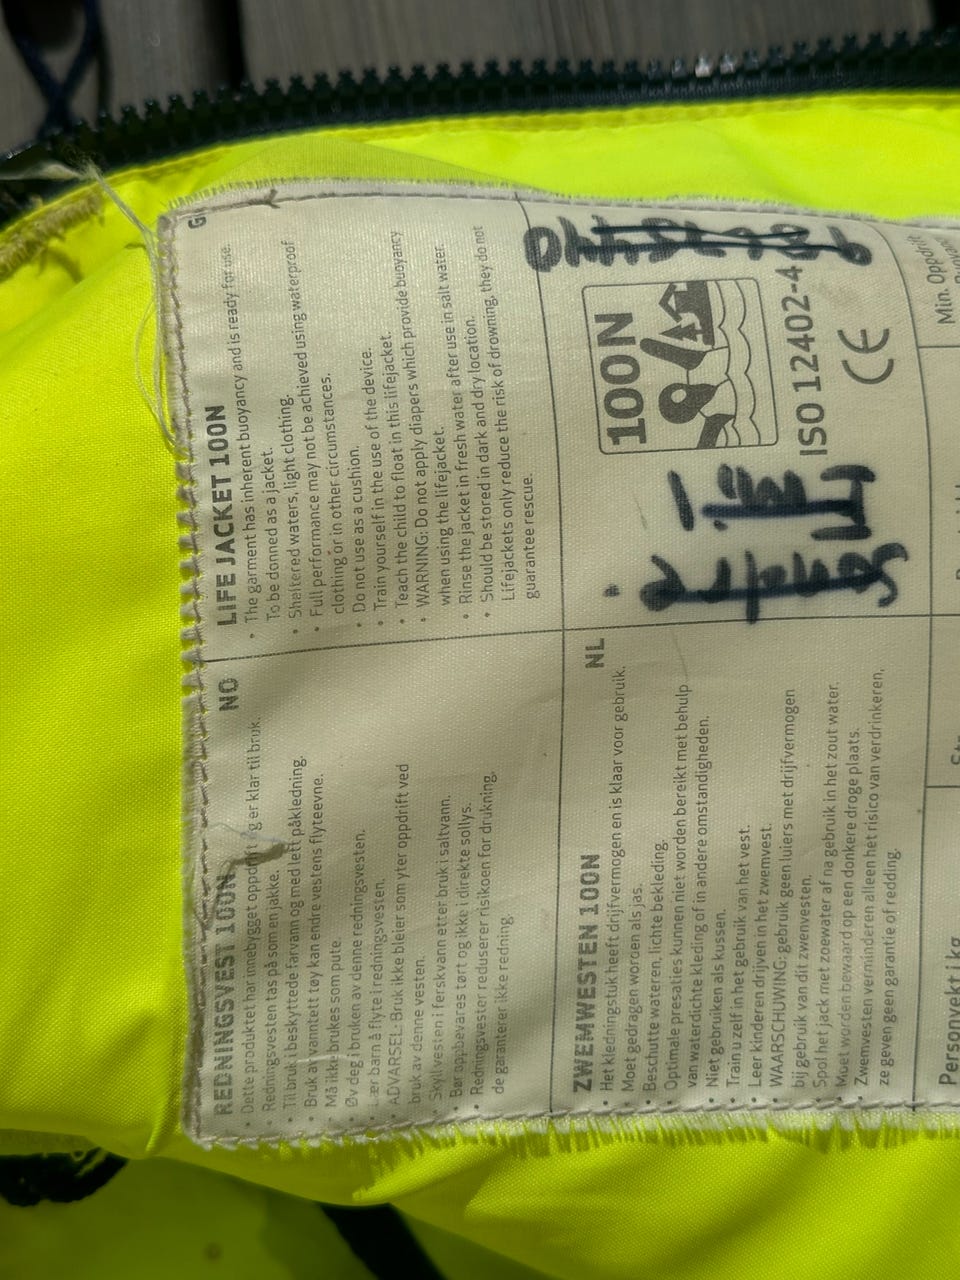 REDNINGSVEST 100N NO
• Dette produktet har innebygget oppdrift og er klar til bruk.
Redningsvesten tas på som en jakke.
• Til bruk i beskyttede farvann og med lett påkledning.
• Bruk av vanntett tøy kan endre vestens flyteevne.
Må ikke brukes som pute.
• Øv deg i bruken av denne redningsvesten.
• Lær barn å flyte i redningsvesten.
• ADVARSEL: Bruk ikke bleier som yter oppdrift ved
bruk av denne vesten.
Skyll vesten i ferskvann etter bruk i saltvann.
• Bør oppbevares tørt og ikke i direkte sollys.
• Redningsvester reduserer risikoen for drukning,
de garanterer ikke redning.
LIFE JACKET 100N G
• The garment has inherent buoyancy and is ready for use.
To be donned as a jacket.
• Sheltered waters, light clothing.
• Full performance may not be achieved using waterproof
clothing or in other circumstances.
• Do not use as a cushion.
• Train yourself in the use of the device.
• Teach the child to float in this lifejacket.
• WARNING: Do not apply diapers which provide buoyancy
when using the lifejacket.
• Rinse the jacket in fresh water after use in salt water.
• Should be stored in dark and dry location.
Lifejackets only reduce the risk of drowning, they do not
guarantee rescue.
ZWEMWESTEN 100N NL
• Het kledingstuk heeft drijfvermogen en is klaar voor gebruik.
Moet gedragen woren als jas.
• Beschutte wateren, lichte bekleding.
• Optimale presaties kunnen niet worden bereikt met behulp
van waterdichte kleding of in andere omstandigheden.
• Niet gebruiken als kussen.
• Train u zelf in het gebruik van het vest.
• Leer kinderen drijven in het zwemvest.
• WAARSCHUWING: gebruik geen luiers met drijfvermogen
bij gebruik van dit zwenvesten.
• Spol het jack met zoewater af na gebruik in het zout water.
• Muet worden bewaard op een donkere droge plaats.
• Zwemvesten verminderen alleen het risico van verdrinkeren,
ze geven geen garantie of redding.
100N
ISO 12402-4
CE
Personvekt i kg
Min. Oppdrift